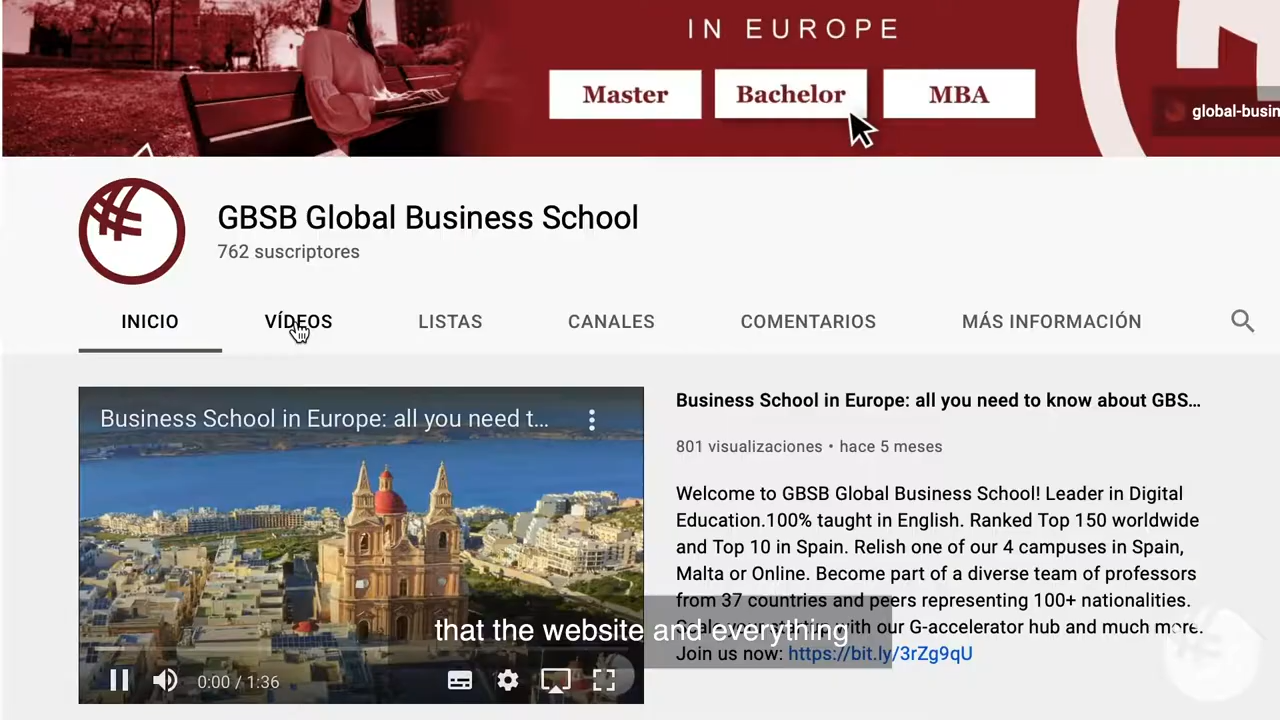 IN EUROPE
Master
Bachelor
MBA
global-busin
GBSB Global Business School
762 suscriptores
INICIO
VÍDEOS
LISTAS
CANALES
COMENTARIOS
MÁS INFORMACIÓN
Business School in Europe: all you need t...
Business School in Europe: all you need to know about GBS...
801 visualizaciones • hace 5 meses
Welcome to GBSB Global Business School! Leader in Digital
Education.100% taught in English. Ranked Top 150 worldwide
and Top 10 in Spain. Relish one of our 4 campuses in Spain,
Malta or Online. Become part of a diverse team of professors
from 37 countries and peers representing 100+ nationalities.
with our G-accelerator hub and much more.
Join us now: https://bit.ly/3rZg9qU
that the website and everything
0:00 / 1:36